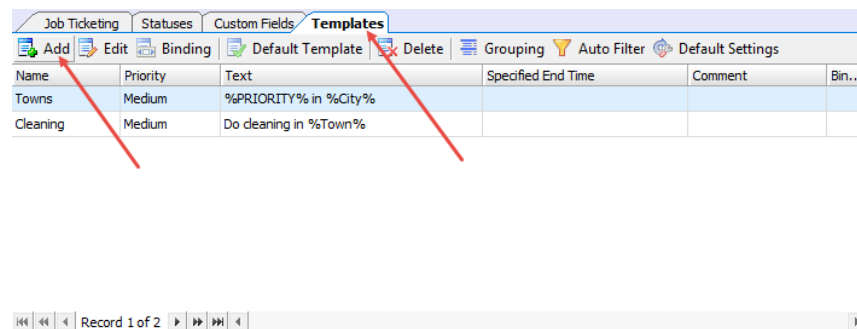 Job Ticketing Statuses Custom Fields Templates
Add Edit Binding Default Template Delete Grouping Auto Filter Default Settings
Name Priority Text Specified End Time Comment Bin...
Towns Medium %PRIORITY% in %City%
Cleaning Medium Do cleaning in %Town%
Record 1 of 2